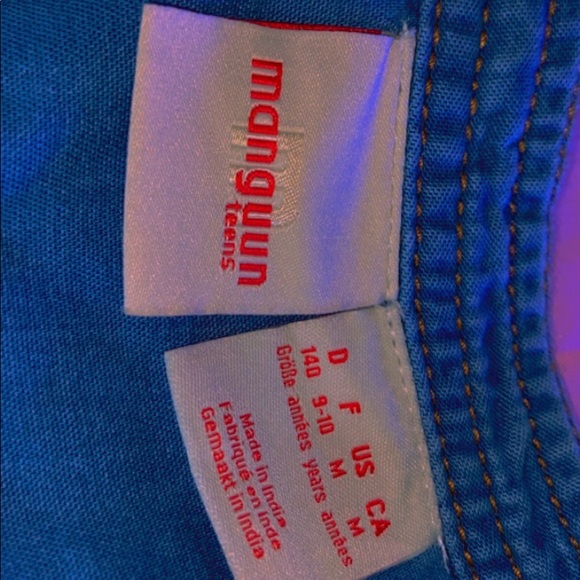 manguun
teens
D F US CA
140 9-10 M M
Größe années years années
Made in India
Fabriqué en Inde
Gemaakt in India